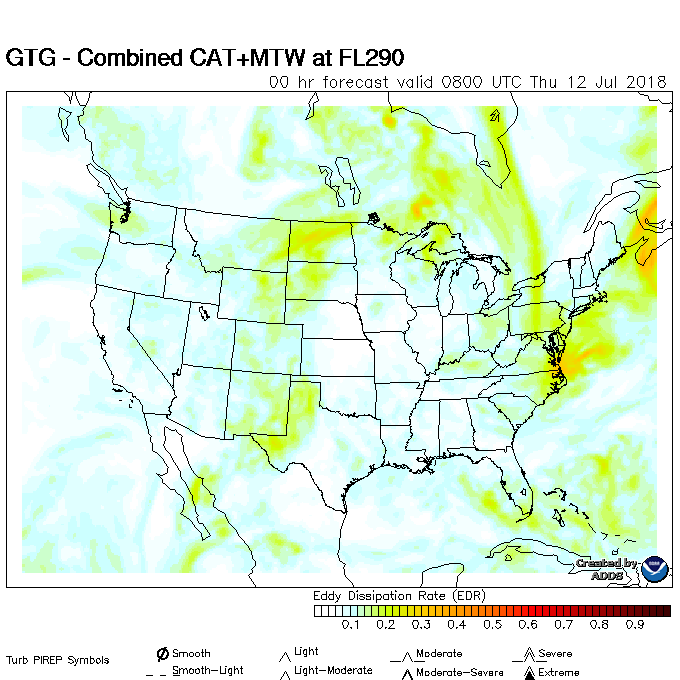 GTG - Combined CAT+MTW at FL290
00 hr forecast valid 0800 UTC Thu 12 Jul 2018
Created by
ADDS
Eddy Dissipation Rate (EDR)
0.1 0.2 0.3 0.4 0.5 0.6 0.7 0.8 0.9
Turb PIREP Symbols
Smooth Light Moderate Severe
Smooth-Light Light-Moderate Moderate-Severe Extreme